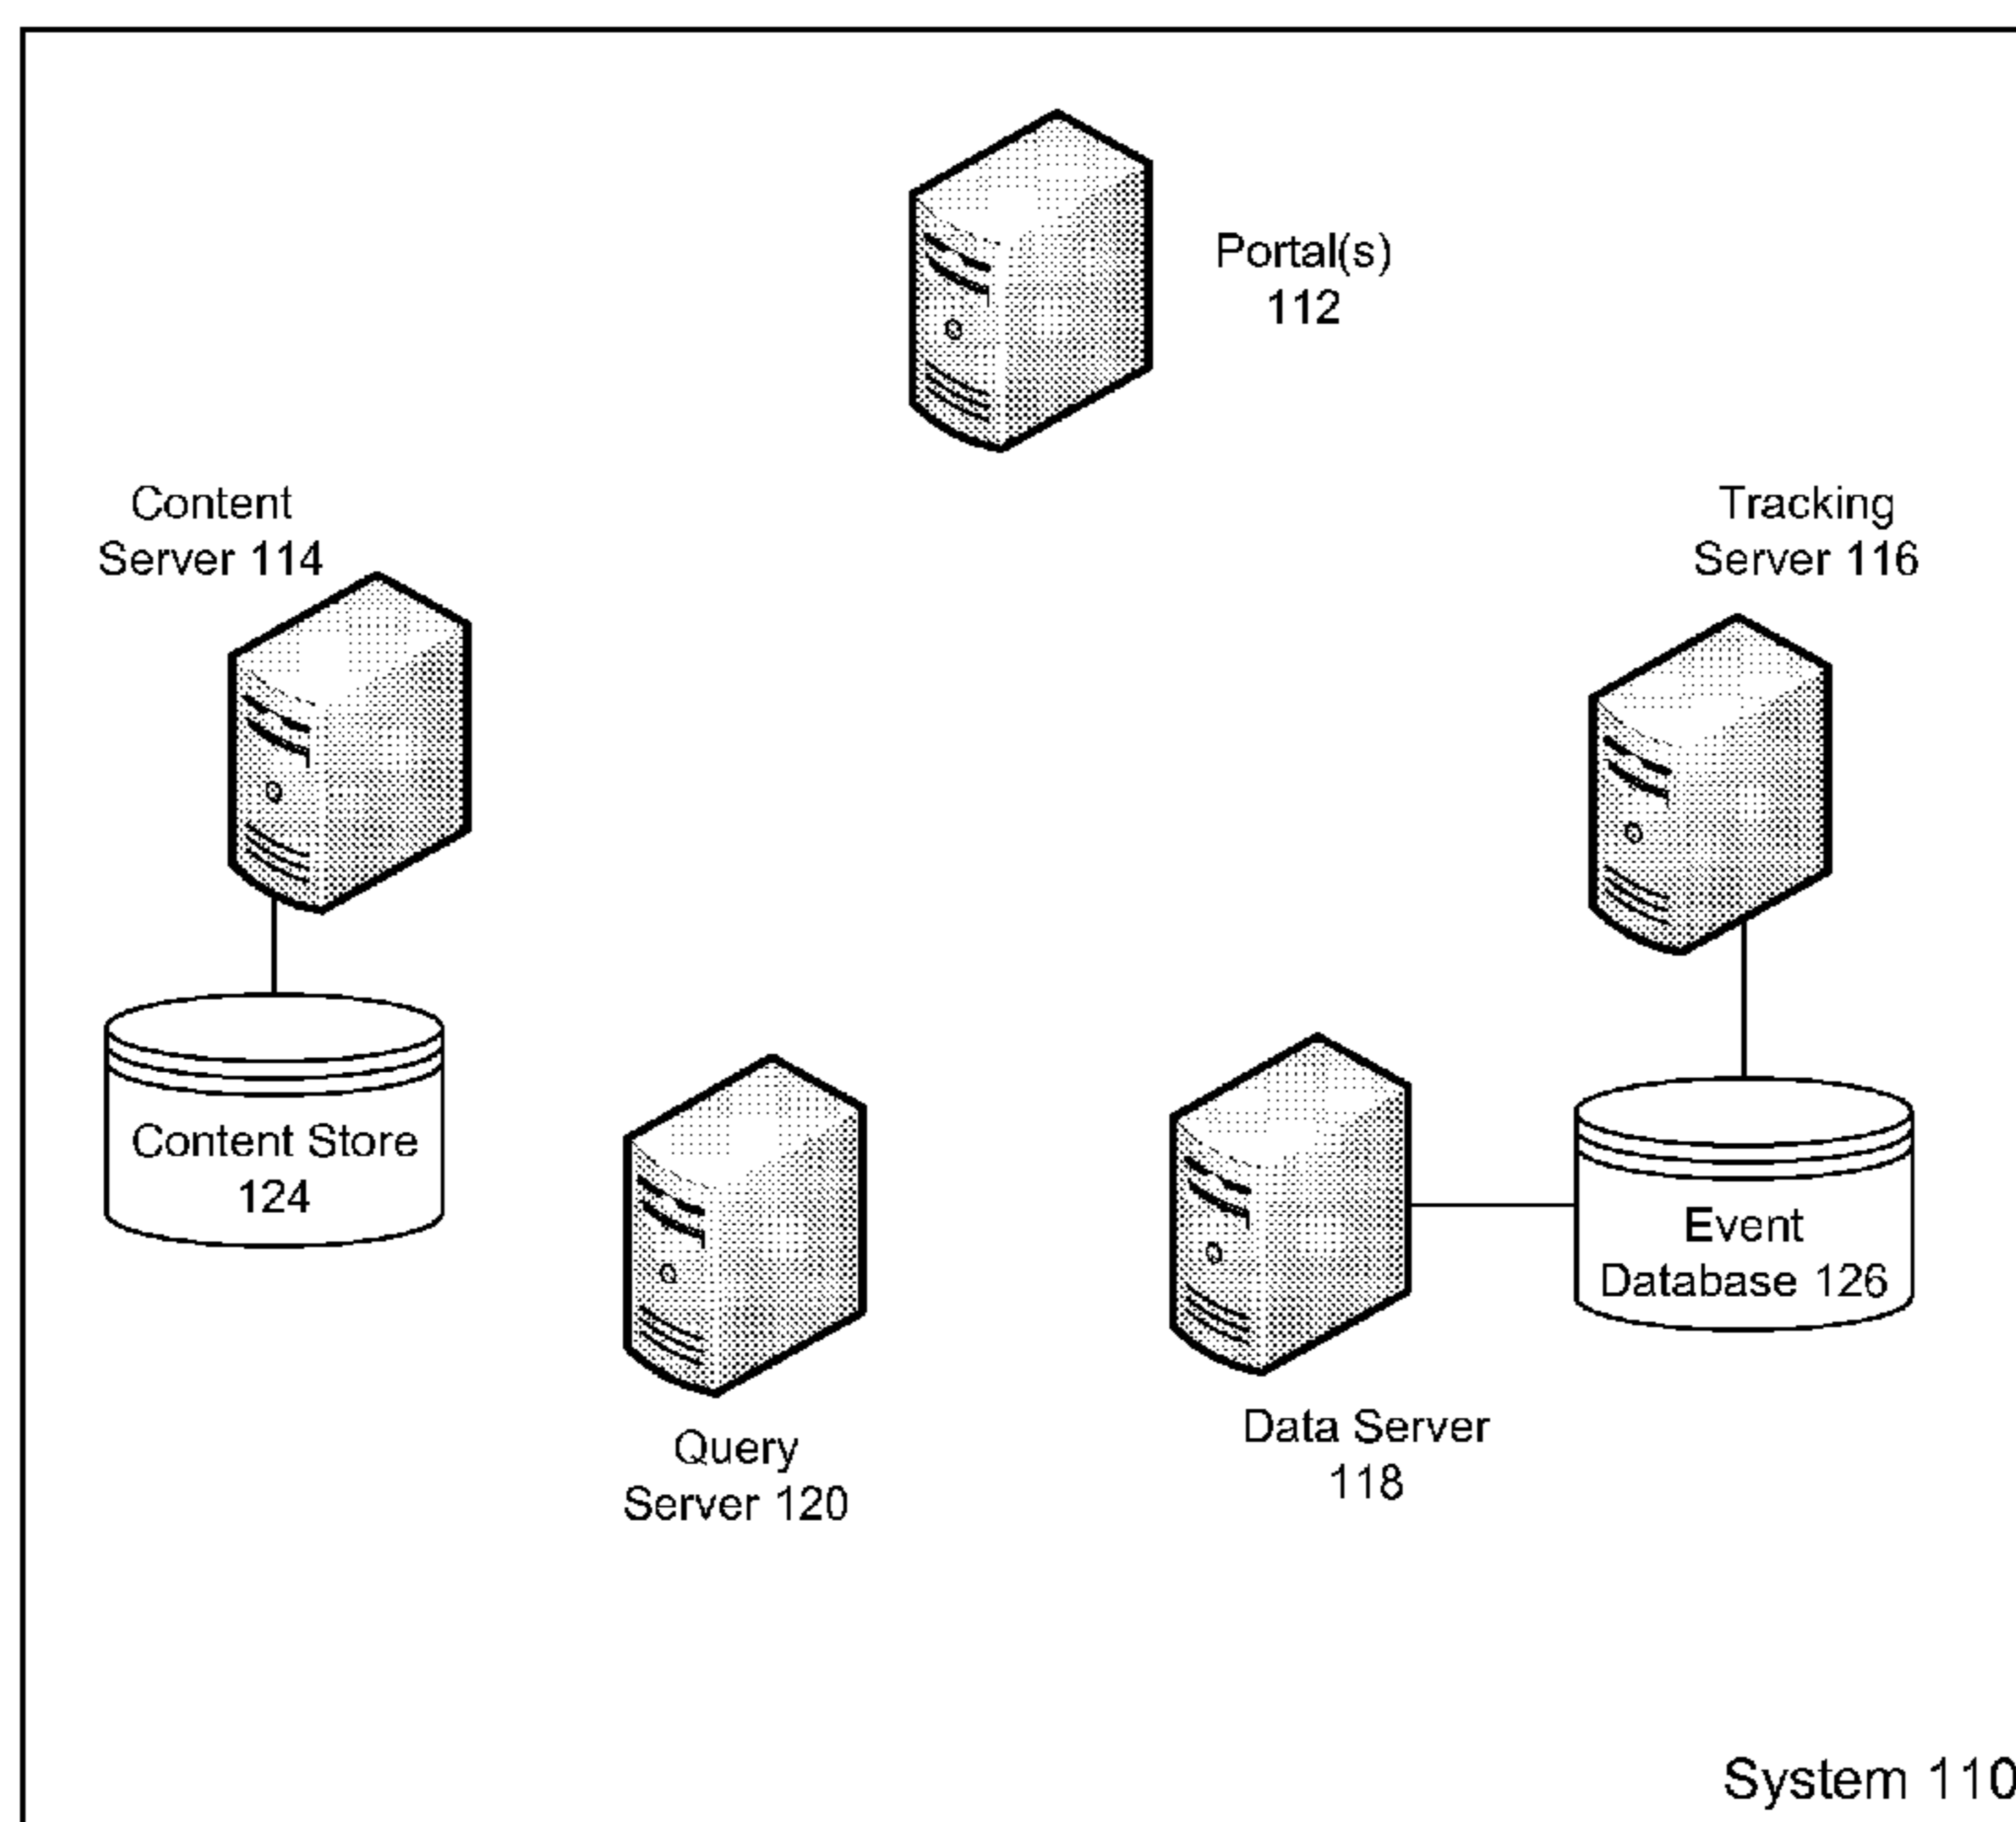 Portal(s)
112
Content
Server 114
Tracking
Server 116
Content Store
124
Event
Database 126
Query
Server 120
Data Server
118
System 110